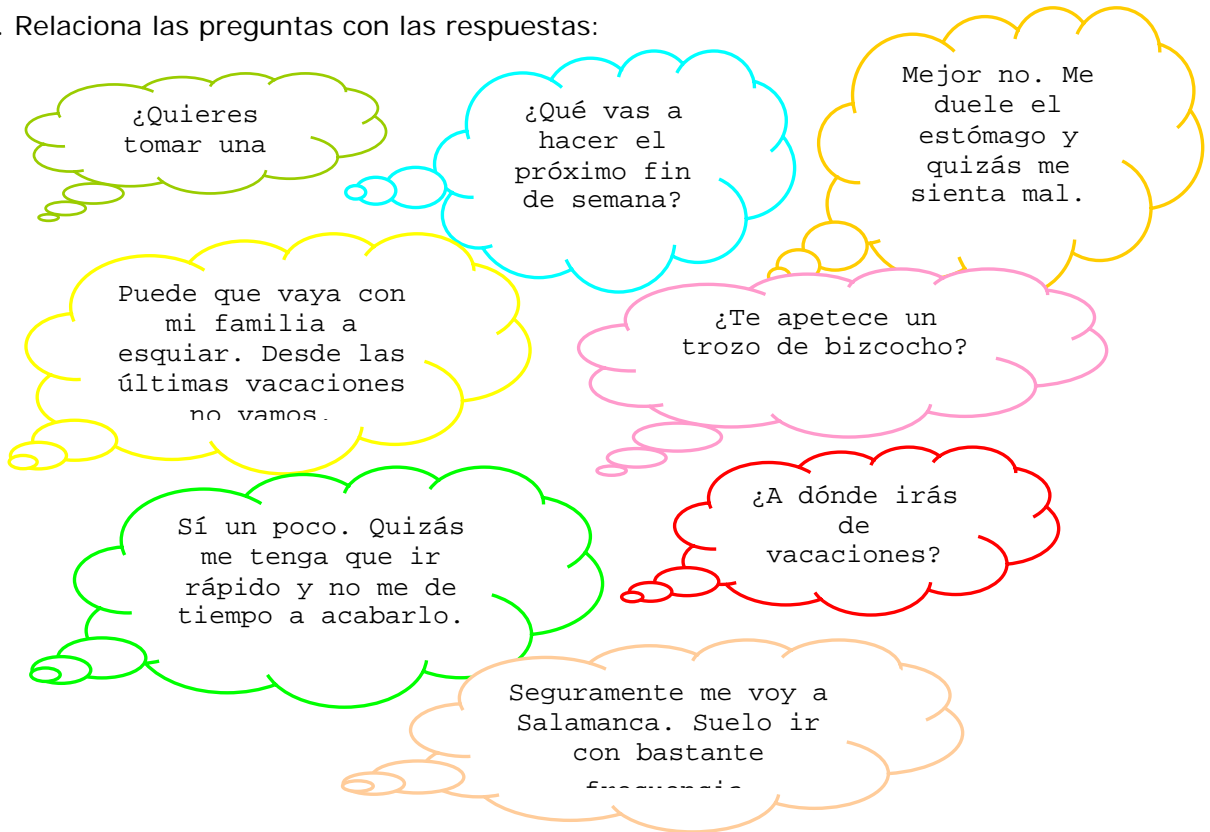 . Relaciona las preguntas con las respuestas:
¿Quieres
tomar una
¿Qué vas a
hacer el
próximo fin
de semana?
Mejor no. Me
duele el
estómago y
quizás me
sienta mal.
Puede que vaya con
mi familia a
esquiar. Desde las
últimas vacaciones
no vamos.
¿Te apetece un
trozo de bizcocho?
Sí un poco. Quizás
me tenga que ir
rápido y no me de
tiempo a acabarlo.
¿A dónde irás
de
vacaciones?
Seguramente me voy a
Salamanca. Suelo ir
con bastante